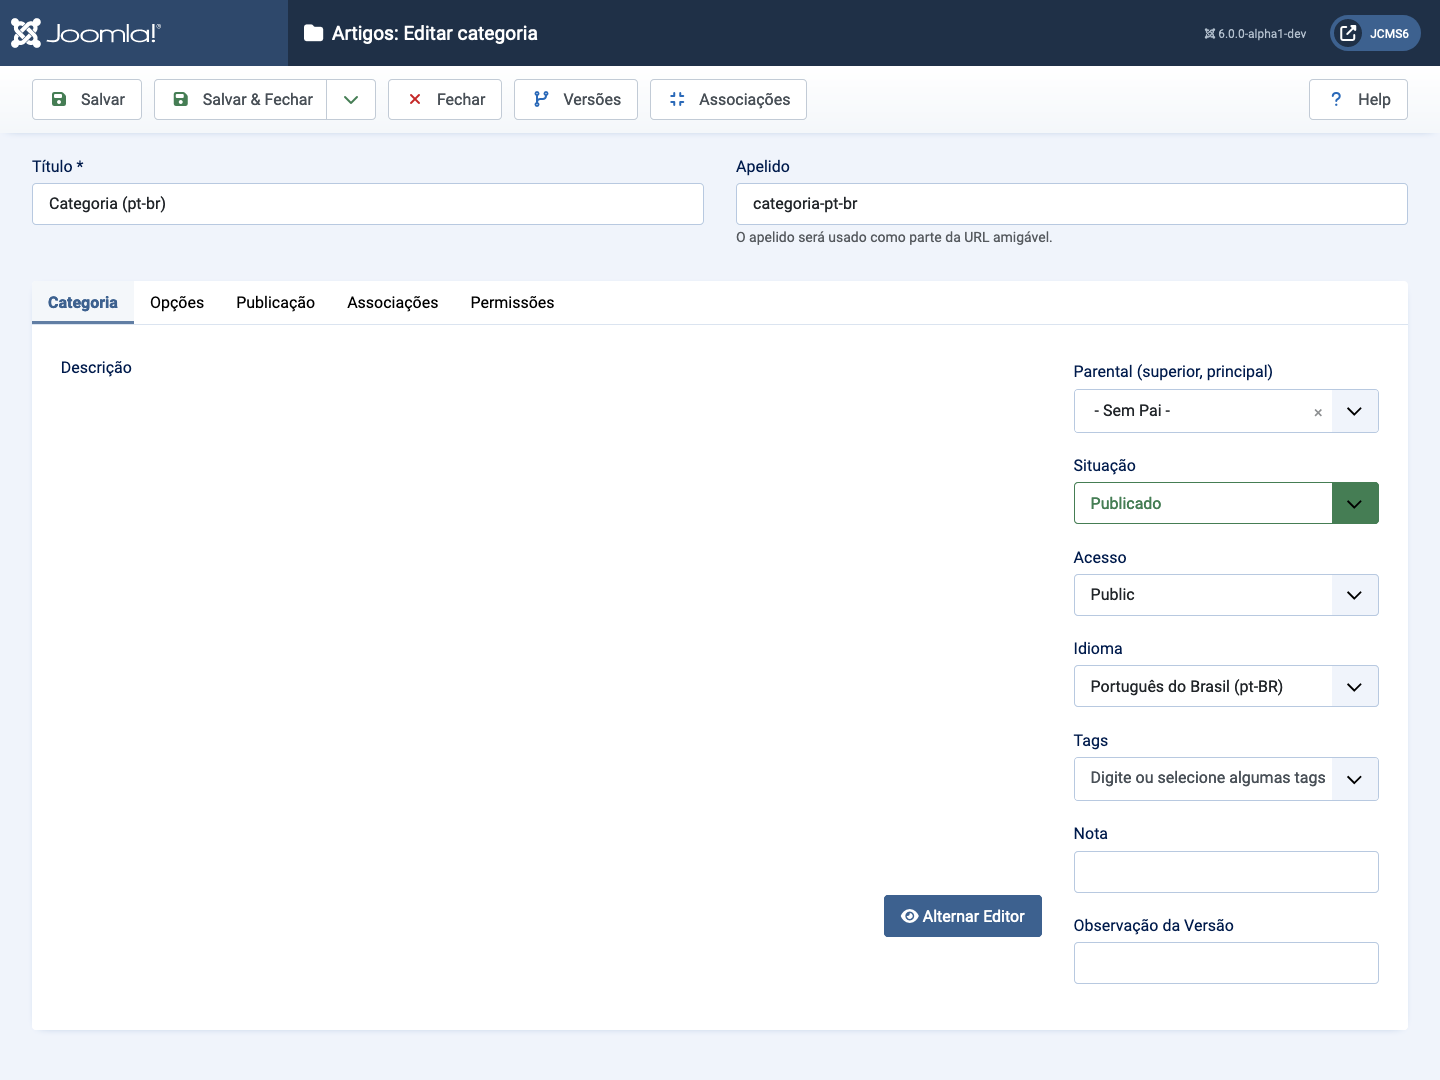 Joomla!®
Artigos: Editar categoria
6.0.0-alpha1-dev
JCMS6
Salvar
Salvar & Fechar
Fechar
Versões
Associações
? Help
Título *
Categoria (pt-br)
Apelido
categoria-pt-br
O apelido será usado como parte da URL amigável.
Categoria
Opções
Publicação
Associações
Permissões
Descrição
Alternar Editor
Parental (superior, principal)
- Sem Pai -
×
Situação
Publicado
Acesso
Public
Idioma
Português do Brasil (pt-BR)
Tags
Digite ou selecione algumas tags
Nota
Observação da Versão